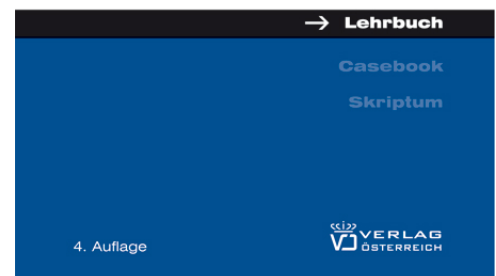 → Lehrbuch
Casebook
Skriptum
4. Auflage
VERLAG
ÖSTERREICH